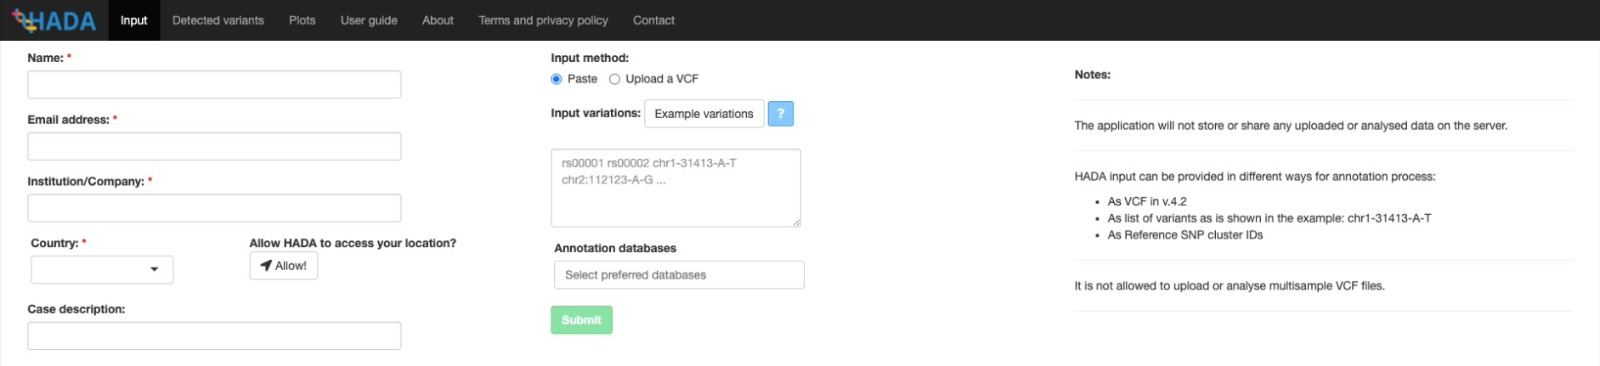 HADA Input Detected variants Plots User guide About Terms and privacy policy Contact
Name: *
Email address: *
Institution/Company: *
Country: *
Allow HADA to access your location?
Allow!
Case description:
Input method:
Paste Upload a VCF
Input variations: Example variations ?
rs00001 rs00002 chr1-31413-A-T
chr2:112123-A-G ...
Annotation databases
Select preferred databases
Submit
Notes:
The application will not store or share any uploaded or analysed data on the server.
HADA input can be provided in different ways for annotation process:
• As VCF in v.4.2
• As list of variants as is shown in the example: chr1-31413-A-T
• As Reference SNP cluster IDs
It is not allowed to upload or analyse multisample VCF files.